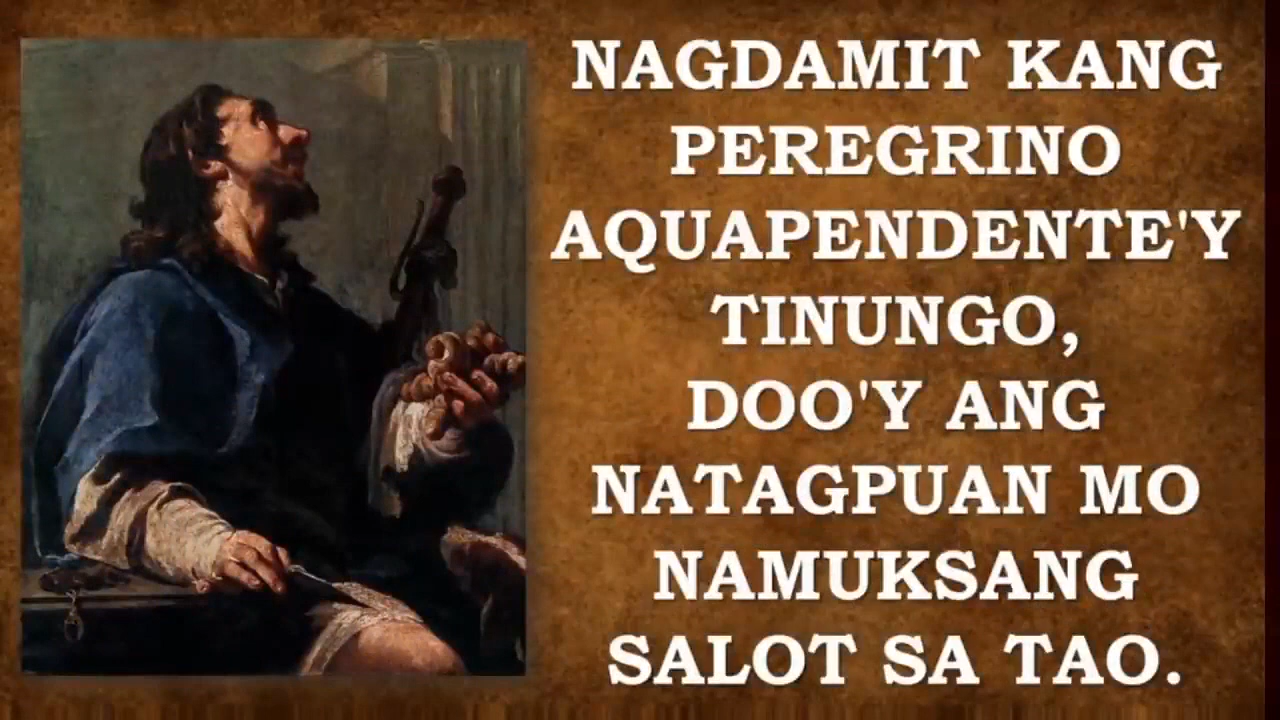 NAGDAMIT KANG
PEREGRINO
AQUAPENDENTE'Y
TINUNGO,
DOO'Y ANG
NATAGPUAN MO
NAMUKSANG
SALOT SA TAO.